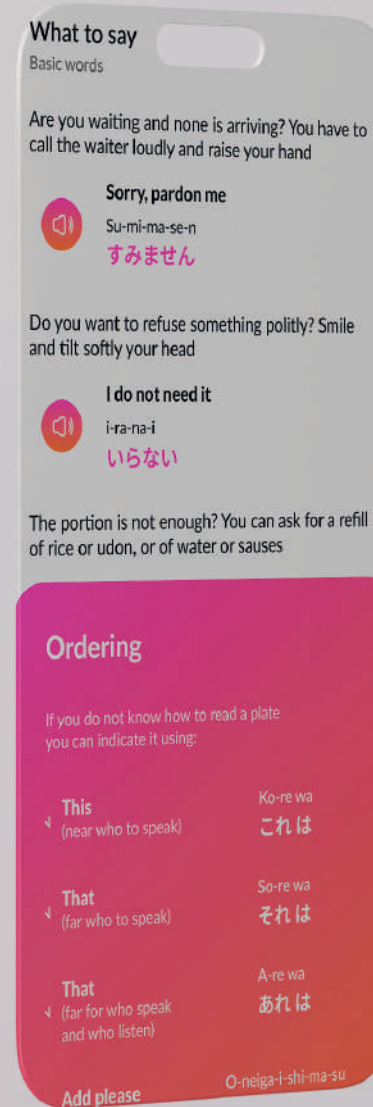 What to say
Basic words
Are you waiting and none is arriving? You have to
call the waiter loudly and raise your hand
Sorry, pardon me
Su-mi-ma-se-n
すみません
Do you want to refuse something politly? Smile
and tilt softly your head
I do not need it
i-ra-na-i
いらない
The portion is not enough? You can ask for a refill
of rice or udon, or of water or sauses
Ordering
If you do not know how to read a plate
you can indicate it using:
This
(near who to speak)
Ko-re wa
これは
That
(far who to speak)
So-re wa
それは
That
(far for who speak
and who listen)
A-re wa
あれは
Add please
O-neiga-i-shi-ma-su